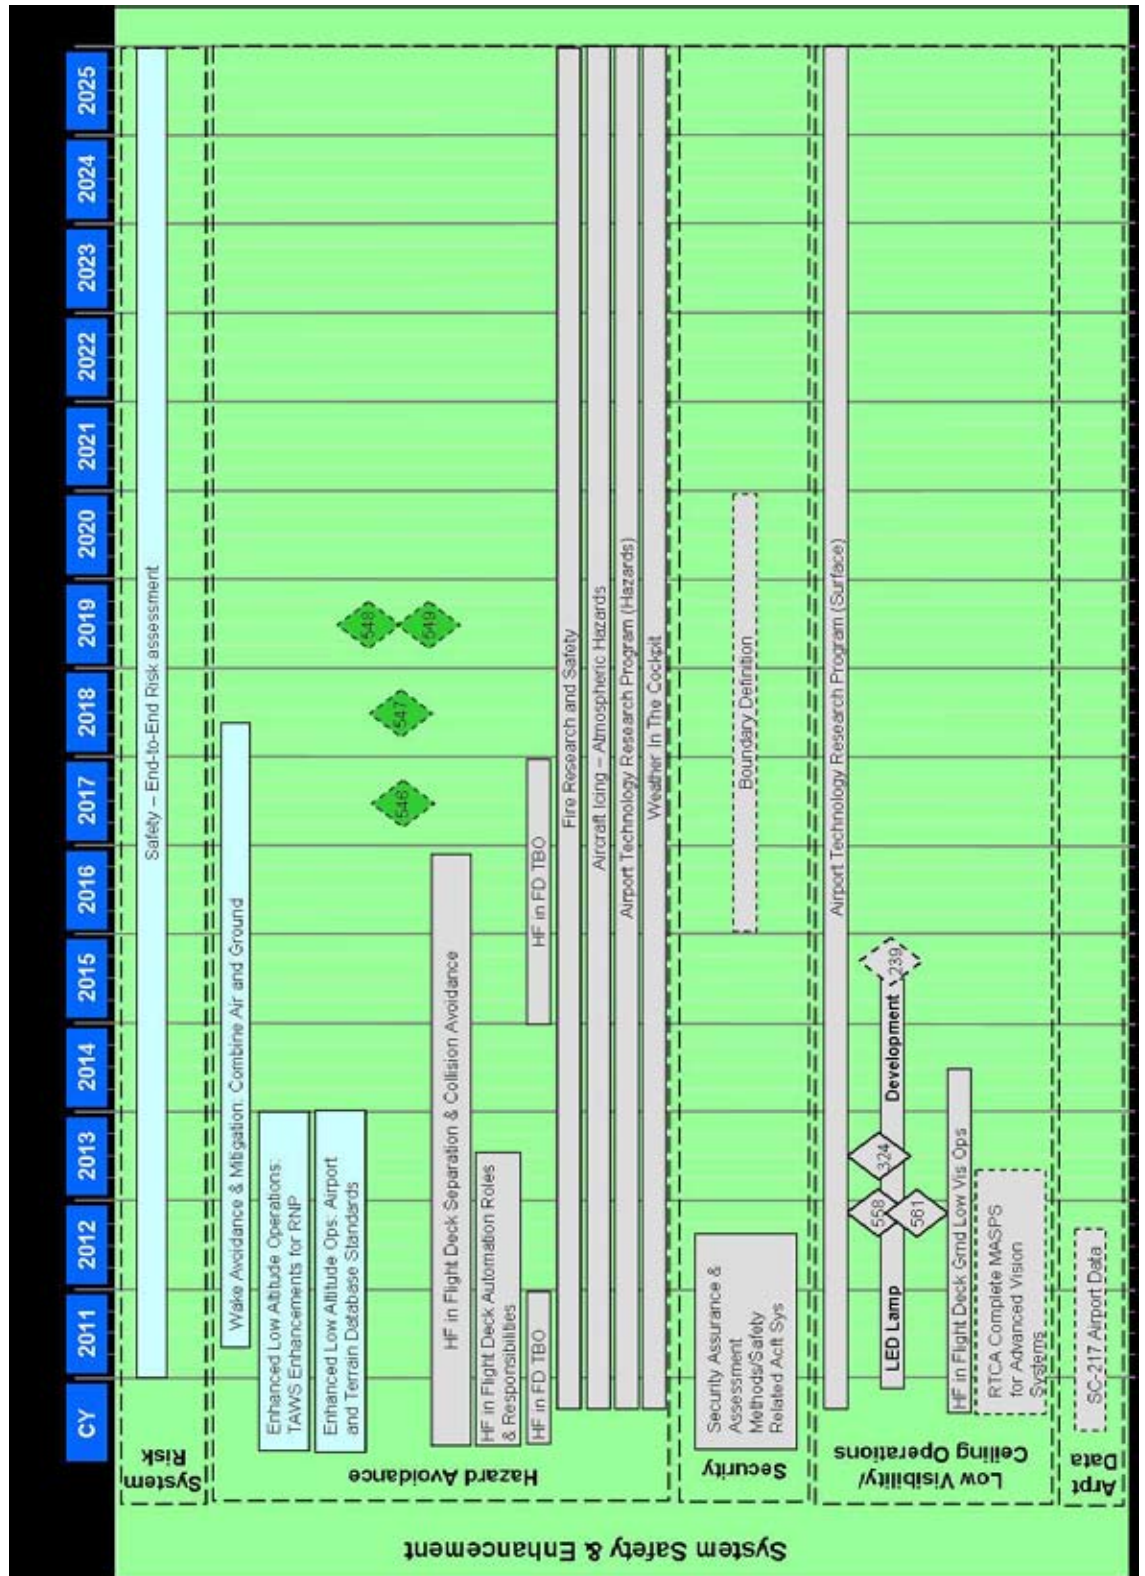 CY
2011
2012
2013
2014
2015
2016
2017
2018
2019
2020
2021
2022
2023
2024
2025
System Safety & Enhancement
System
Risk
Safety – End-to-End Risk assessment
Hazard Avoidance
Wake Avoidance & Mitigation: Combine Air and Ground
Enhanced Low Altitude Operations:
TAWS Enhancements for RNP
Enhanced Low Altitude Ops: Airport
and Terrain Database Standards
546
547
548
549
HF in Flight Deck Separation & Collision Avoidance
HF in Flight Deck Automation Roles
& Responsibilities
HF in FD TBO
HF in FD TBO
Fire Research and Safety
Aircraft Icing – Atmospheric Hazards
Airport Technology Research Program (Hazards)
Weather In The Cockpit
Security
Security Assurance &
Assessment
Methods/Safety
Related Acft Sys
Boundary Definition
Low Visibility/
Ceiling Operations
Airport Technology Research Program (Surface)
LED Lamp
558
561
324
Development
239
HF in Flight Deck Grnd Low Vis Ops
RTCA Complete MASPS
for Advanced Vision
Systems
Arpt
Data
SC-217 Airport Data